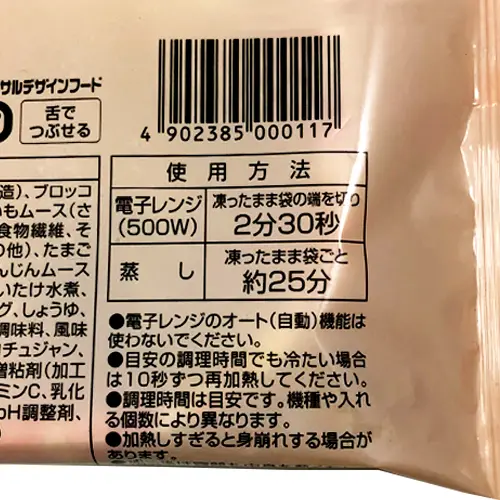 サルデザインフード
舌で
つぶせる
4 902385 000117
使用方法
電子レンジ
(500W)
凍ったまま袋の端を切り
2分30秒
蒸し
凍ったまま袋ごと
約25分
造)、ブロッコ
いもムース(さ
食物繊維、そ
の他)、たまご
んじんムース
いたけ水煮、
グ、しょうゆ、
調味料、風味
チュジャン、
増粘剤(加工
ミンC、乳化
pH調整剤、
●電子レンジのオート(自動)機能は
使わないでください。
●目安の調理時間でも冷たい場合
は10秒ずつ再加熱してください。
●調理時間は目安です。機種や入れ
る個数により異なります。
●加熱しすぎると身崩れする場合が
あります。